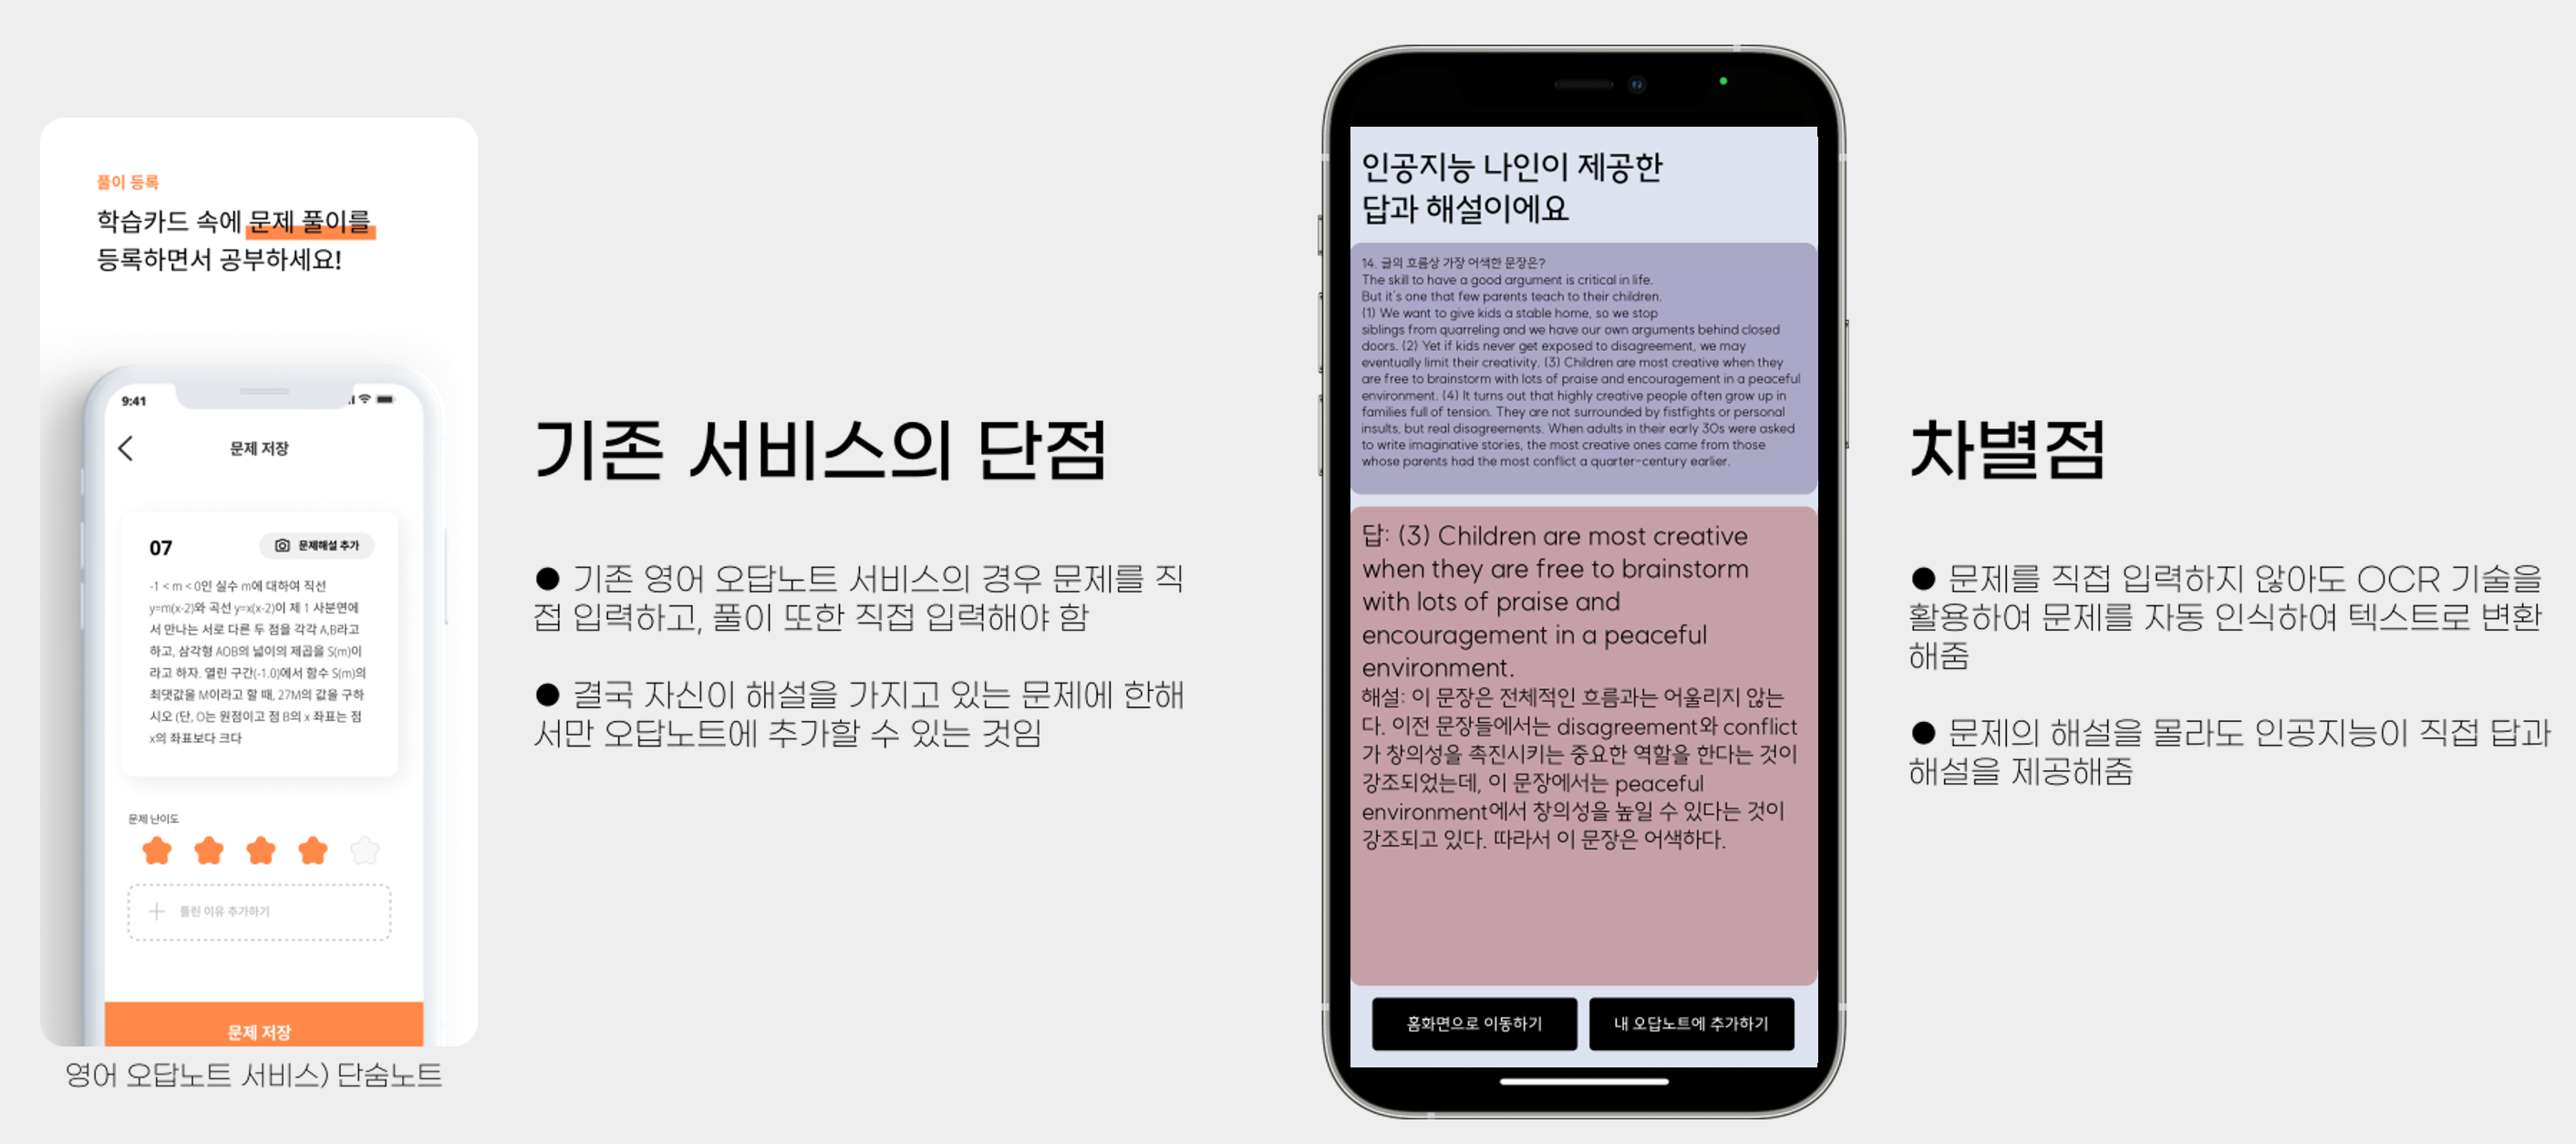 풀이 등록
학습카드 속에 문제 풀이를
등록하면서 공부하세요!
9:41
문제 저장
07
문제해설 추가
-1 < m < 0인 실수 m에 대하여 직선
y=m(x-2)와 곡선 y=x(x-2)이 제 1 사분면에
서 만나는 서로 다른 두 점을 각각 A,B라고
하고, 삼각형 AOB의 넓이의 제곱을 S(m)이
라고 하자. 열린 구간(-1.0)에서 함수 S(m)의
최댓값을 M이라고 할 때, 27M의 값을 구하
시오 (단, O는 원점이고 점 B의 x 좌표는 점
x의 좌표보다 크다
문제 난이도
틀린 이유 추가하기
문제 저장
영어 오답노트 서비스) 단숨노트
기존 서비스의 단점
● 기존 영어 오답노트 서비스의 경우 문제를 직
접 입력하고, 풀이 또한 직접 입력해야 함
● 결국 자신이 해설을 가지고 있는 문제에 한해
서만 오답노트에 추가할 수 있는 것임
인공지능 나인이 제공한
답과 해설이에요
14. 글의 흐름상 가장 어색한 문장은?
The skill to have a good argument is critical in life.
But it's one that few parents teach to their children.
(1) We want to give kids a stable home, so we stop
siblings from quarreling and we have our own arguments behind closed
doors. (2) Yet if kids never get exposed to disagreement, we may
eventually limit their creativity. (3) Children are most creative when they
are free to brainstorm with lots of praise and encouragement in a peaceful
environment. (4) It turns out that highly creative people often grow up in
families full of tension. They are not surrounded by fistfights or personal
insults, but real disagreements. When adults in their early 30s were asked
to write imaginative stories, the most creative ones came from those
whose parents had the most conflict a quarter-century earlier.
답: (3) Children are most creative
when they are free to brainstorm
with lots of praise and
encouragement in a peaceful
environment.
해설: 이 문장은 전체적인 흐름과는 어울리지 않는
다. 이전 문장들에서는 disagreement와 conflict
가 창의성을 촉진시키는 중요한 역할을 한다는 것이
강조되었는데, 이 문장에서는 peaceful
environment에서 창의성을 높일 수 있다는 것이
강조되고 있다. 따라서 이 문장은 어색하다.
홈화면으로 이동하기
내 오답노트에 추가하기
차별점
● 문제를 직접 입력하지 않아도 OCR 기술을
활용하여 문제를 자동 인식하여 텍스트로 변환
해줌
● 문제의 해설을 몰라도 인공지능이 직접 답과
해설을 제공해줌